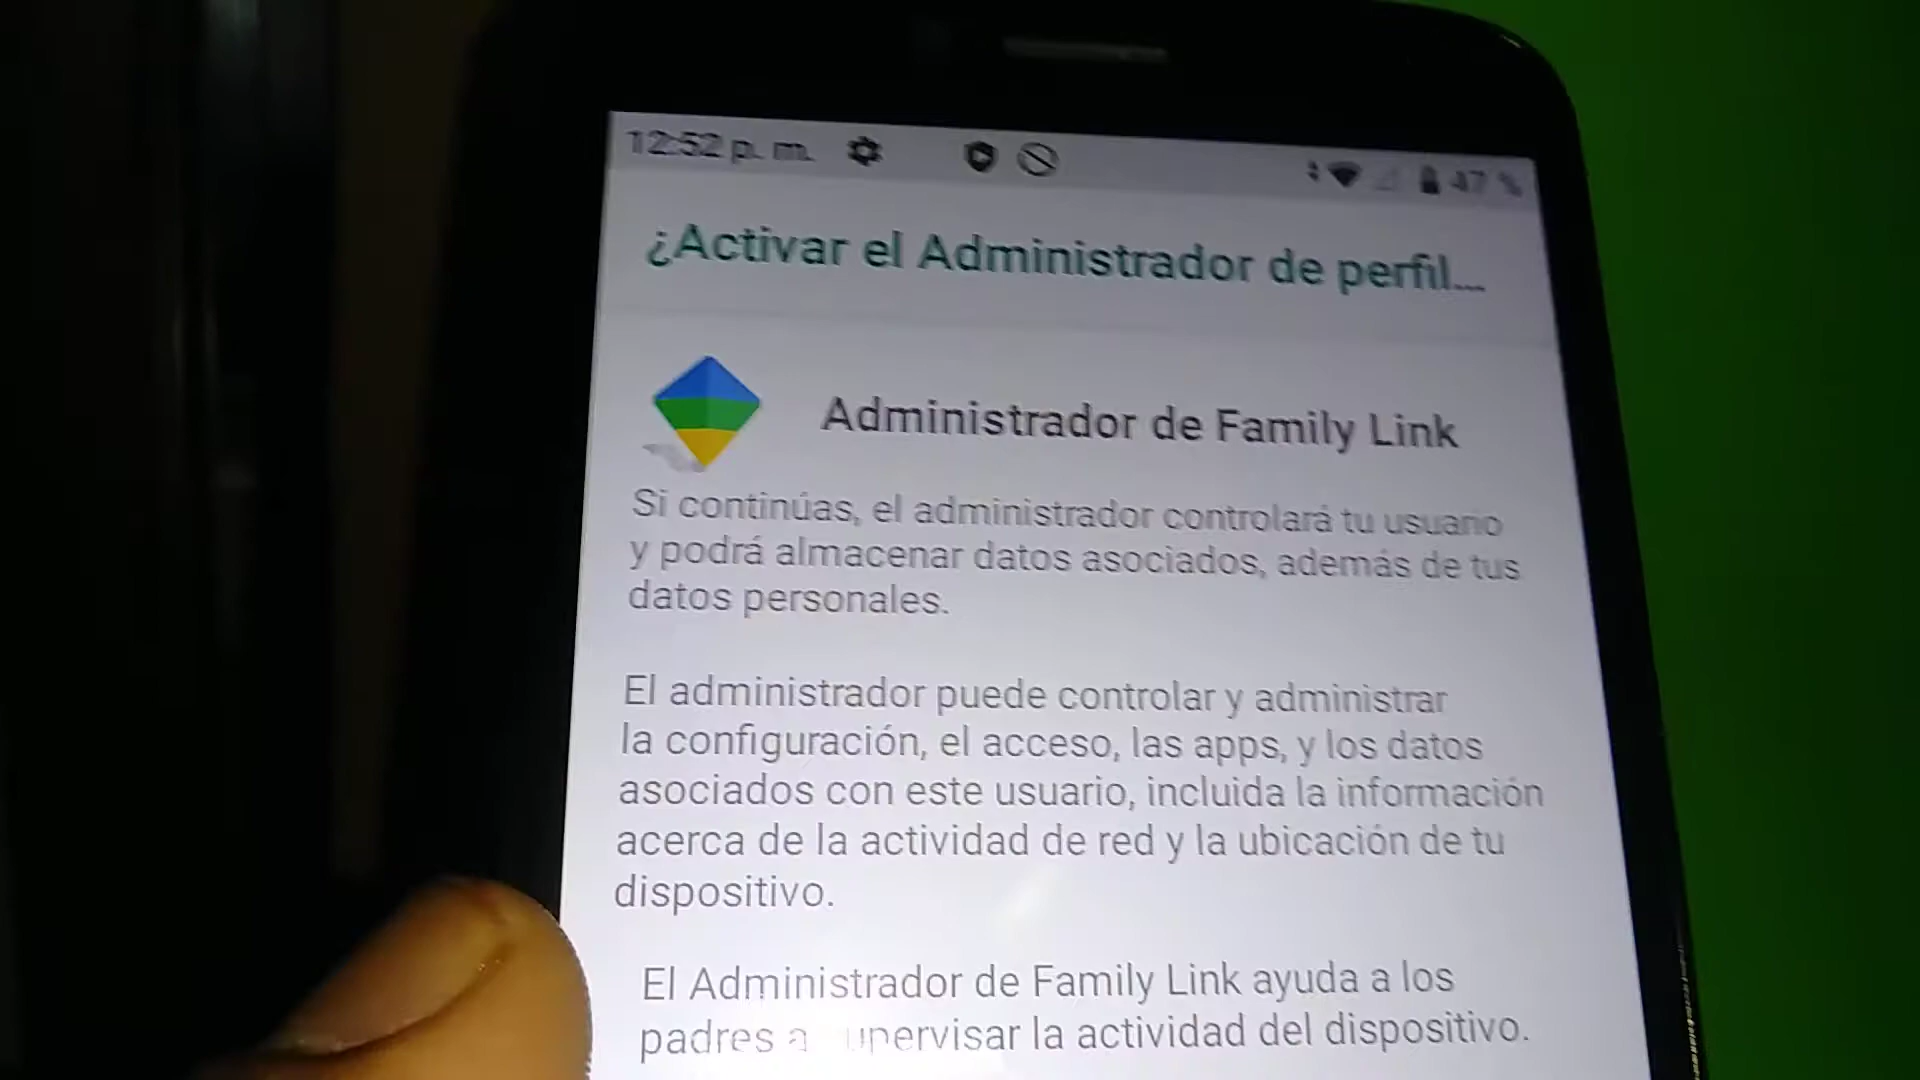 12:52 p. m.
47 %
¿Activar el Administrador de perfil...
Administrador de Family Link
Si continúas, el administrador controlará tu usuario
y podrá almacenar datos asociados, además de tus
datos personales.
El administrador puede controlar y administrar
la configuración, el acceso, las apps, y los datos
asociados con este usuario, incluida la información
acerca de la actividad de red y la ubicación de tu
dispositivo.
El Administrador de Family Link ayuda a los
padres a supervisar la actividad del dispositivo.